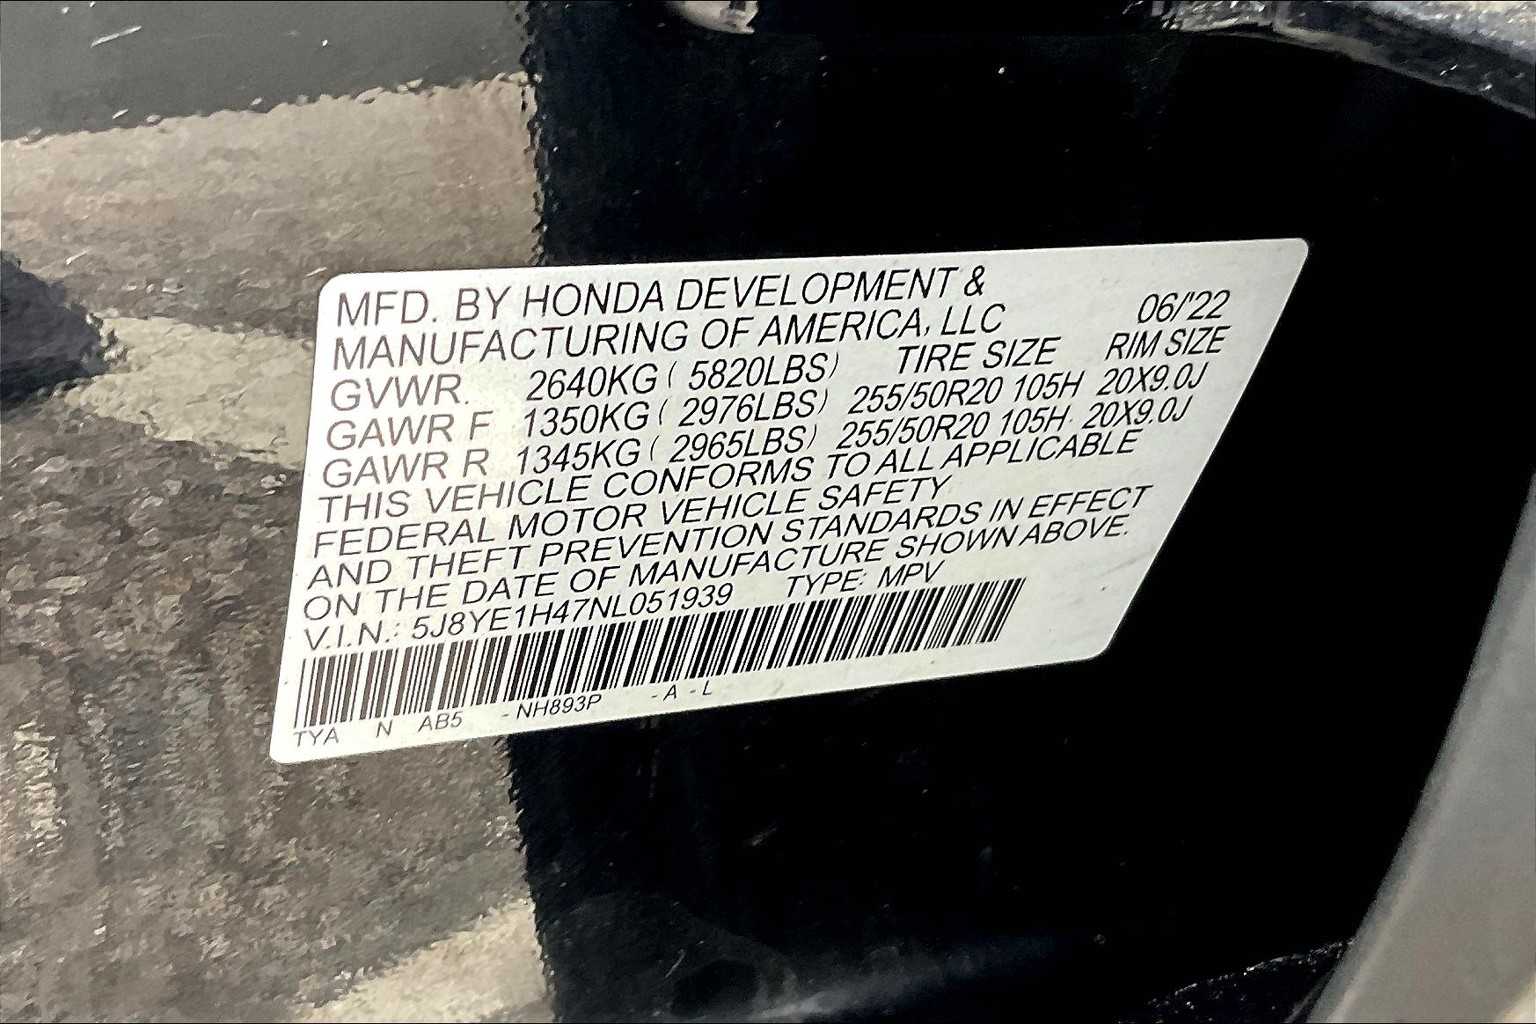 MFD. BY HONDA DEVELOPMENT &
MANUFACTURING OF AMERICA, LLC 06/'22
GVWR. 2640KG ( 5820LBS) TIRE SIZE RIM SIZE
GAWR F 1350KG ( 2976LBS) 255/50R20 105H 20X9.0J
GAWR R 1345KG ( 2965LBS) 255/50R20 105H 20X9.0J
THIS VEHICLE CONFORMS TO ALL APPLICABLE
FEDERAL MOTOR VEHICLE SAFETY
AND THEFT PREVENTION STANDARDS IN EFFECT
ON THE DATE OF MANUFACTURE SHOWN ABOVE.
V.I.N.: 5J8YE1H47NL051939 TYPE: MPV
TYA N AB5 - NH893P - A - L